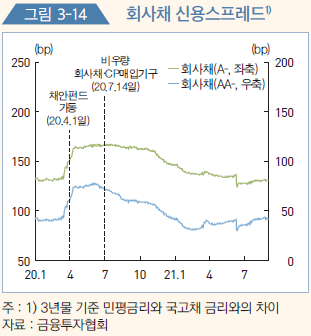 그림 3-14 회사채 신용스프레드1)
(bp) (bp)
비우량
회사채·CP매입기구
(20.7.14일)
채안펀드
가동
(20.4.1일)
회사채(A-, 좌축)
회사채(AA-, 우축)
250 200
200 150
150 100
100 50
50 0
20.1 4 7 10 21.1 4 7
주 : 1) 3년물 기준 민평금리와 국고채 금리와의 차이
자료 : 금융투자협회